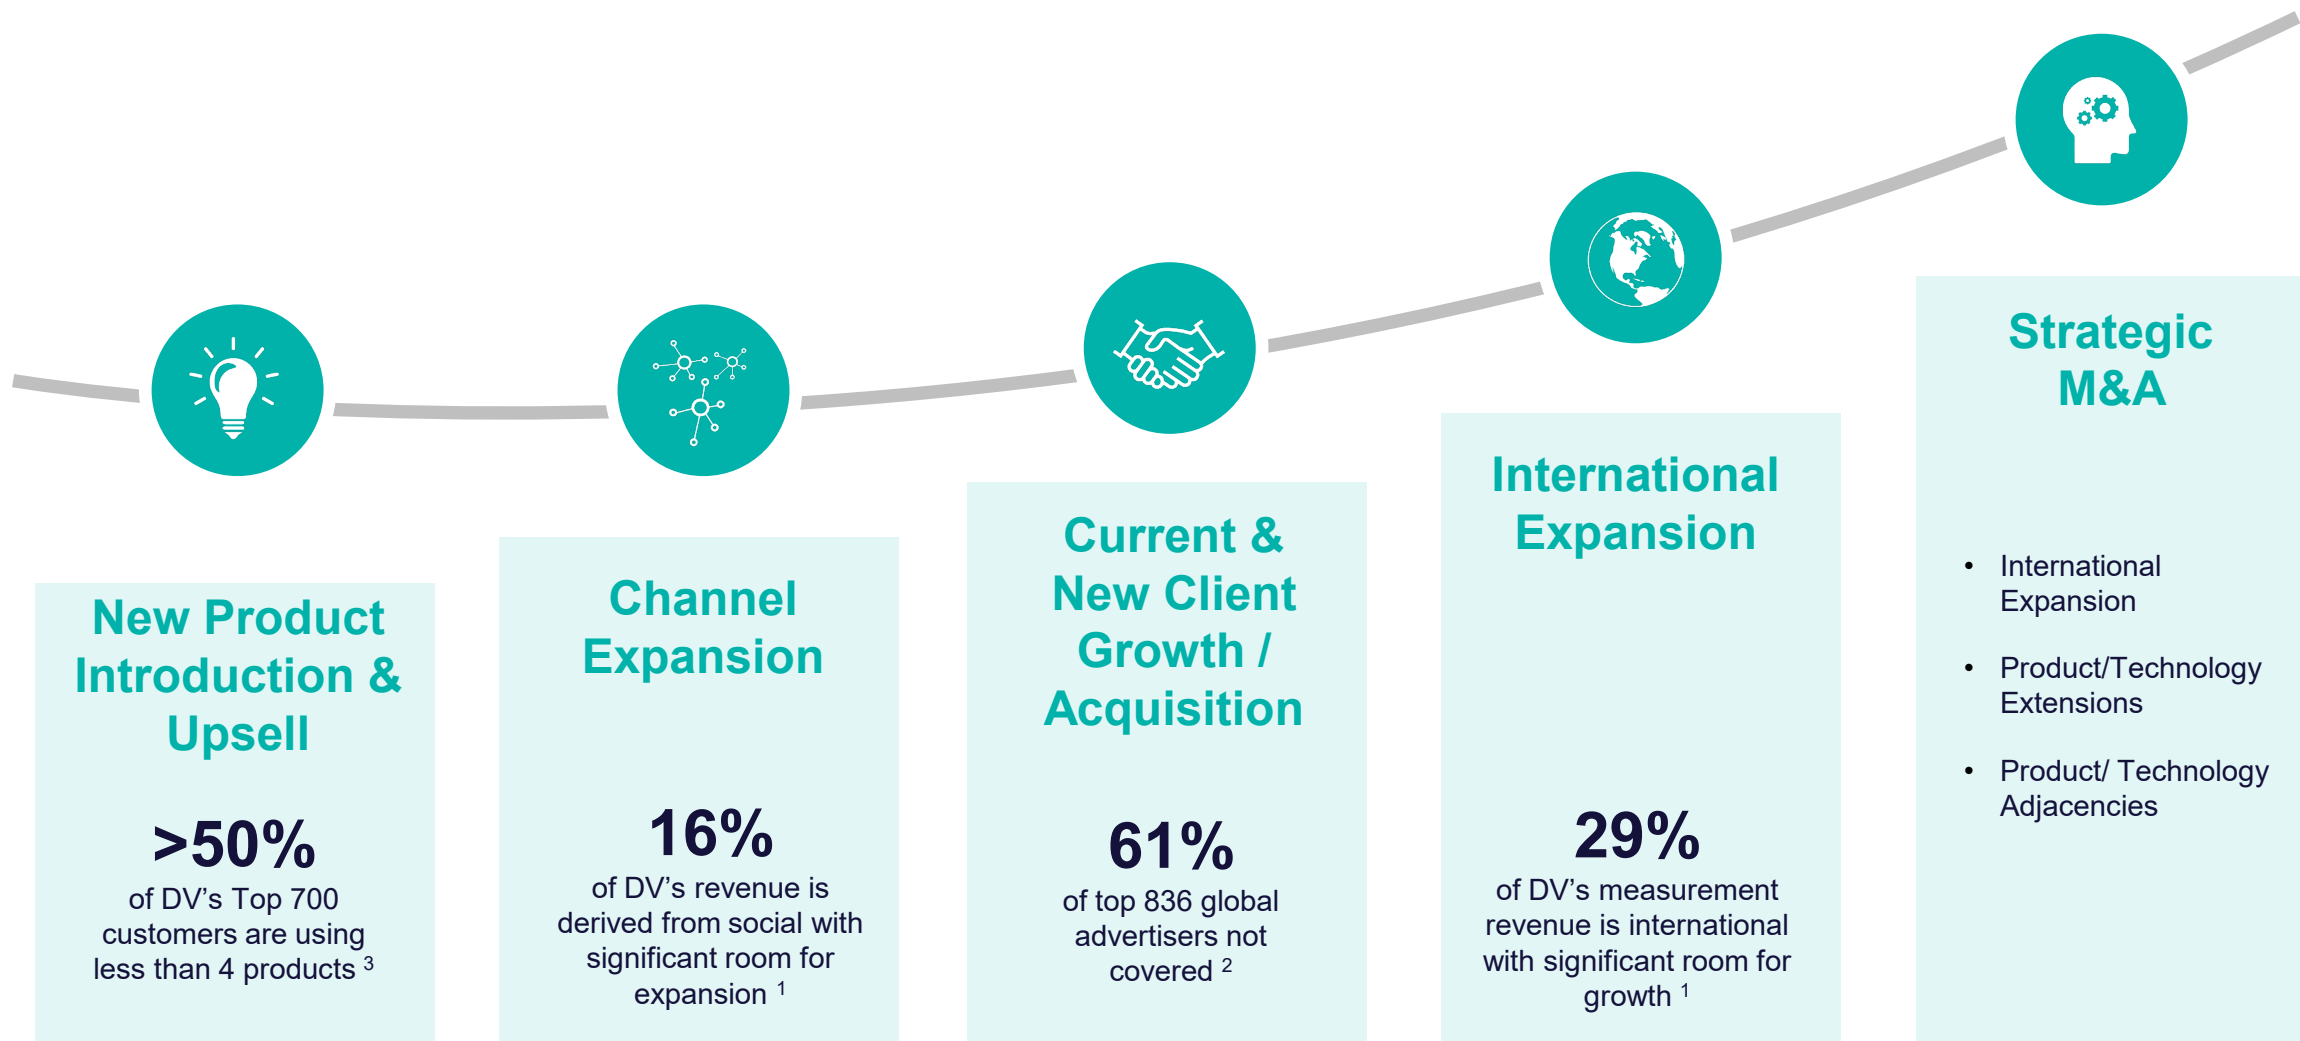 New Product
Introduction &
Upsell
>50%
of DV’s Top 700
customers are using
less than 4 products 3
Channel
Expansion
16%
of DV’s revenue is
derived from social with
significant room for
expansion 1
Current &
New Client
Growth /
Acquisition
61%
of top 836 global
advertisers not
covered 2
International
Expansion
29%
of DV’s measurement
revenue is international
with significant room for
growth 1
Strategic
M&A
• International
Expansion
• Product/Technology
Extensions
• Product/ Technology
Adjacencies